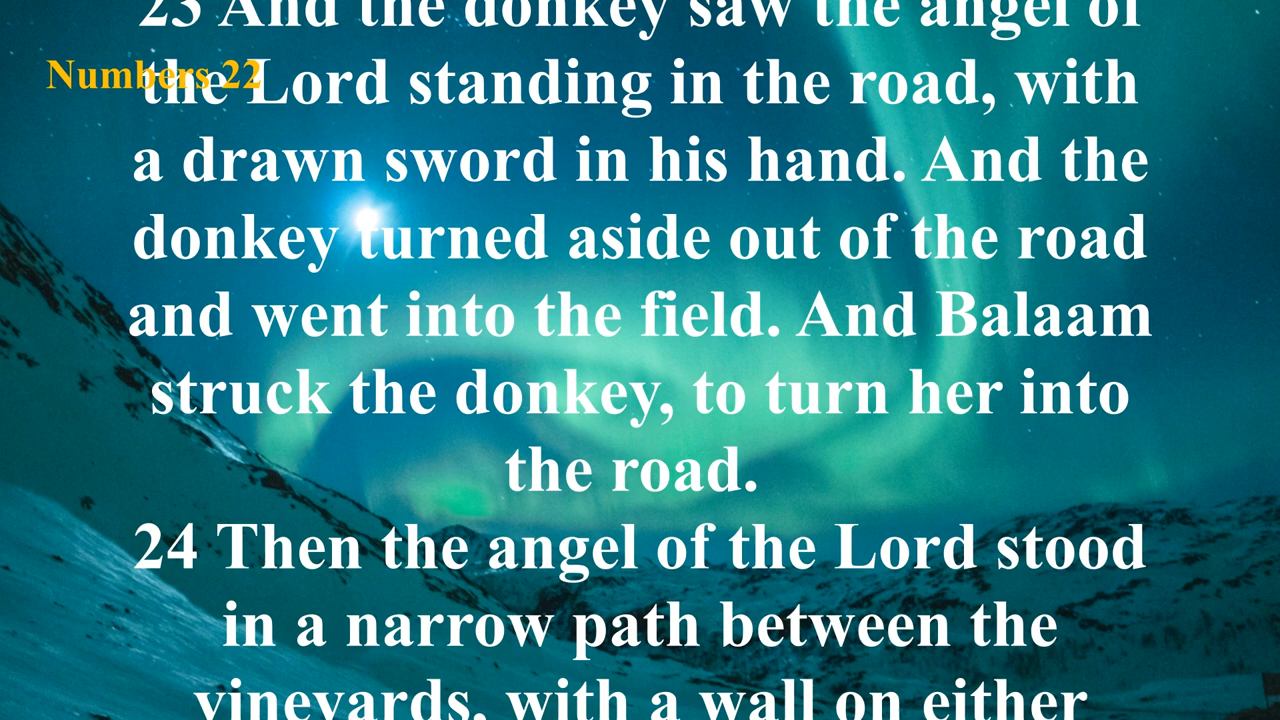 23 And the donkey saw the angel of
Numbers 22
the Lord standing in the road, with
a drawn sword in his hand. And the
donkey turned aside out of the road
and went into the field. And Balaam
struck the donkey, to turn her into
the road.
24 Then the angel of the Lord stood
in a narrow path between the
vineyards, with a wall on either